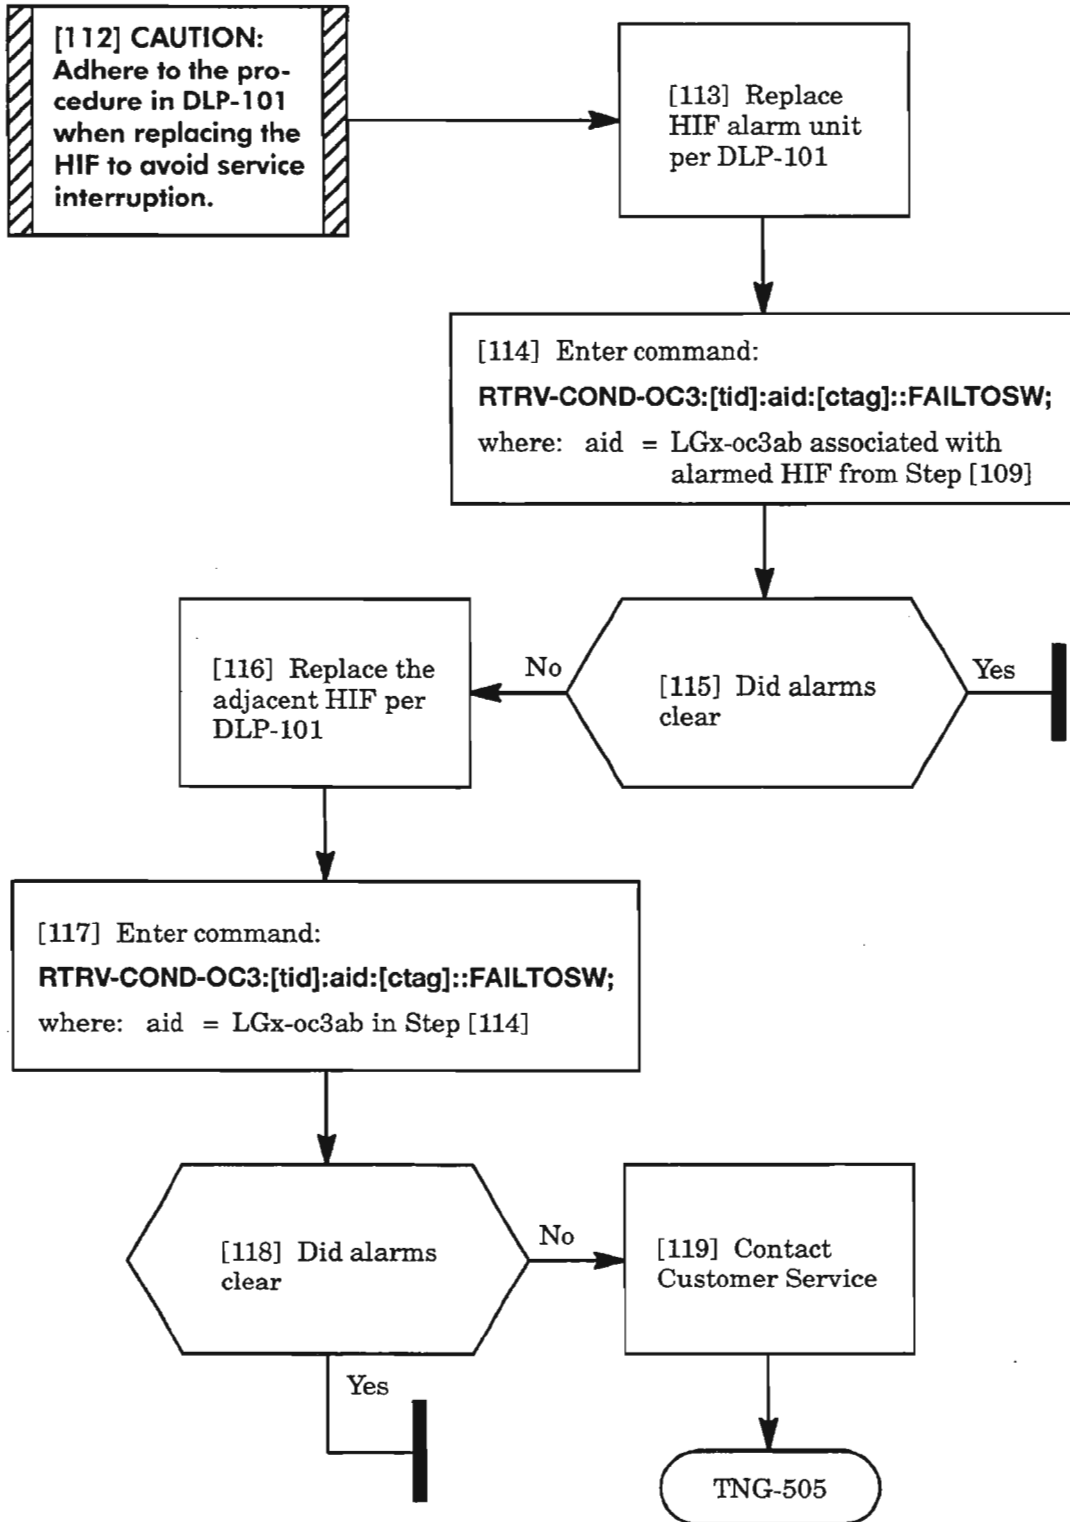 [112] CAUTION:
Adhere to the pro-
cedure in DLP-101
when replacing the
HIF to avoid service
interruption.
[113] Replace
HIF alarm unit
per DLP-101
[114] Enter command:
RTRV-COND-OC3:[tid]:aid:[ctag]::FAILTOSW;
where: aid = LGx-oc3ab associated with
alarmed HIF from Step [109]
[115] Did alarms
clear
Yes
No
[116] Replace the
adjacent HIF per
DLP-101
[117] Enter command:
RTRV-COND-OC3:[tid]:aid:[ctag]::FAILTOSW;
where: aid = LGx-oc3ab in Step [114]
[118] Did alarms
clear
No
Yes
[119] Contact
Customer Service
TNG-505